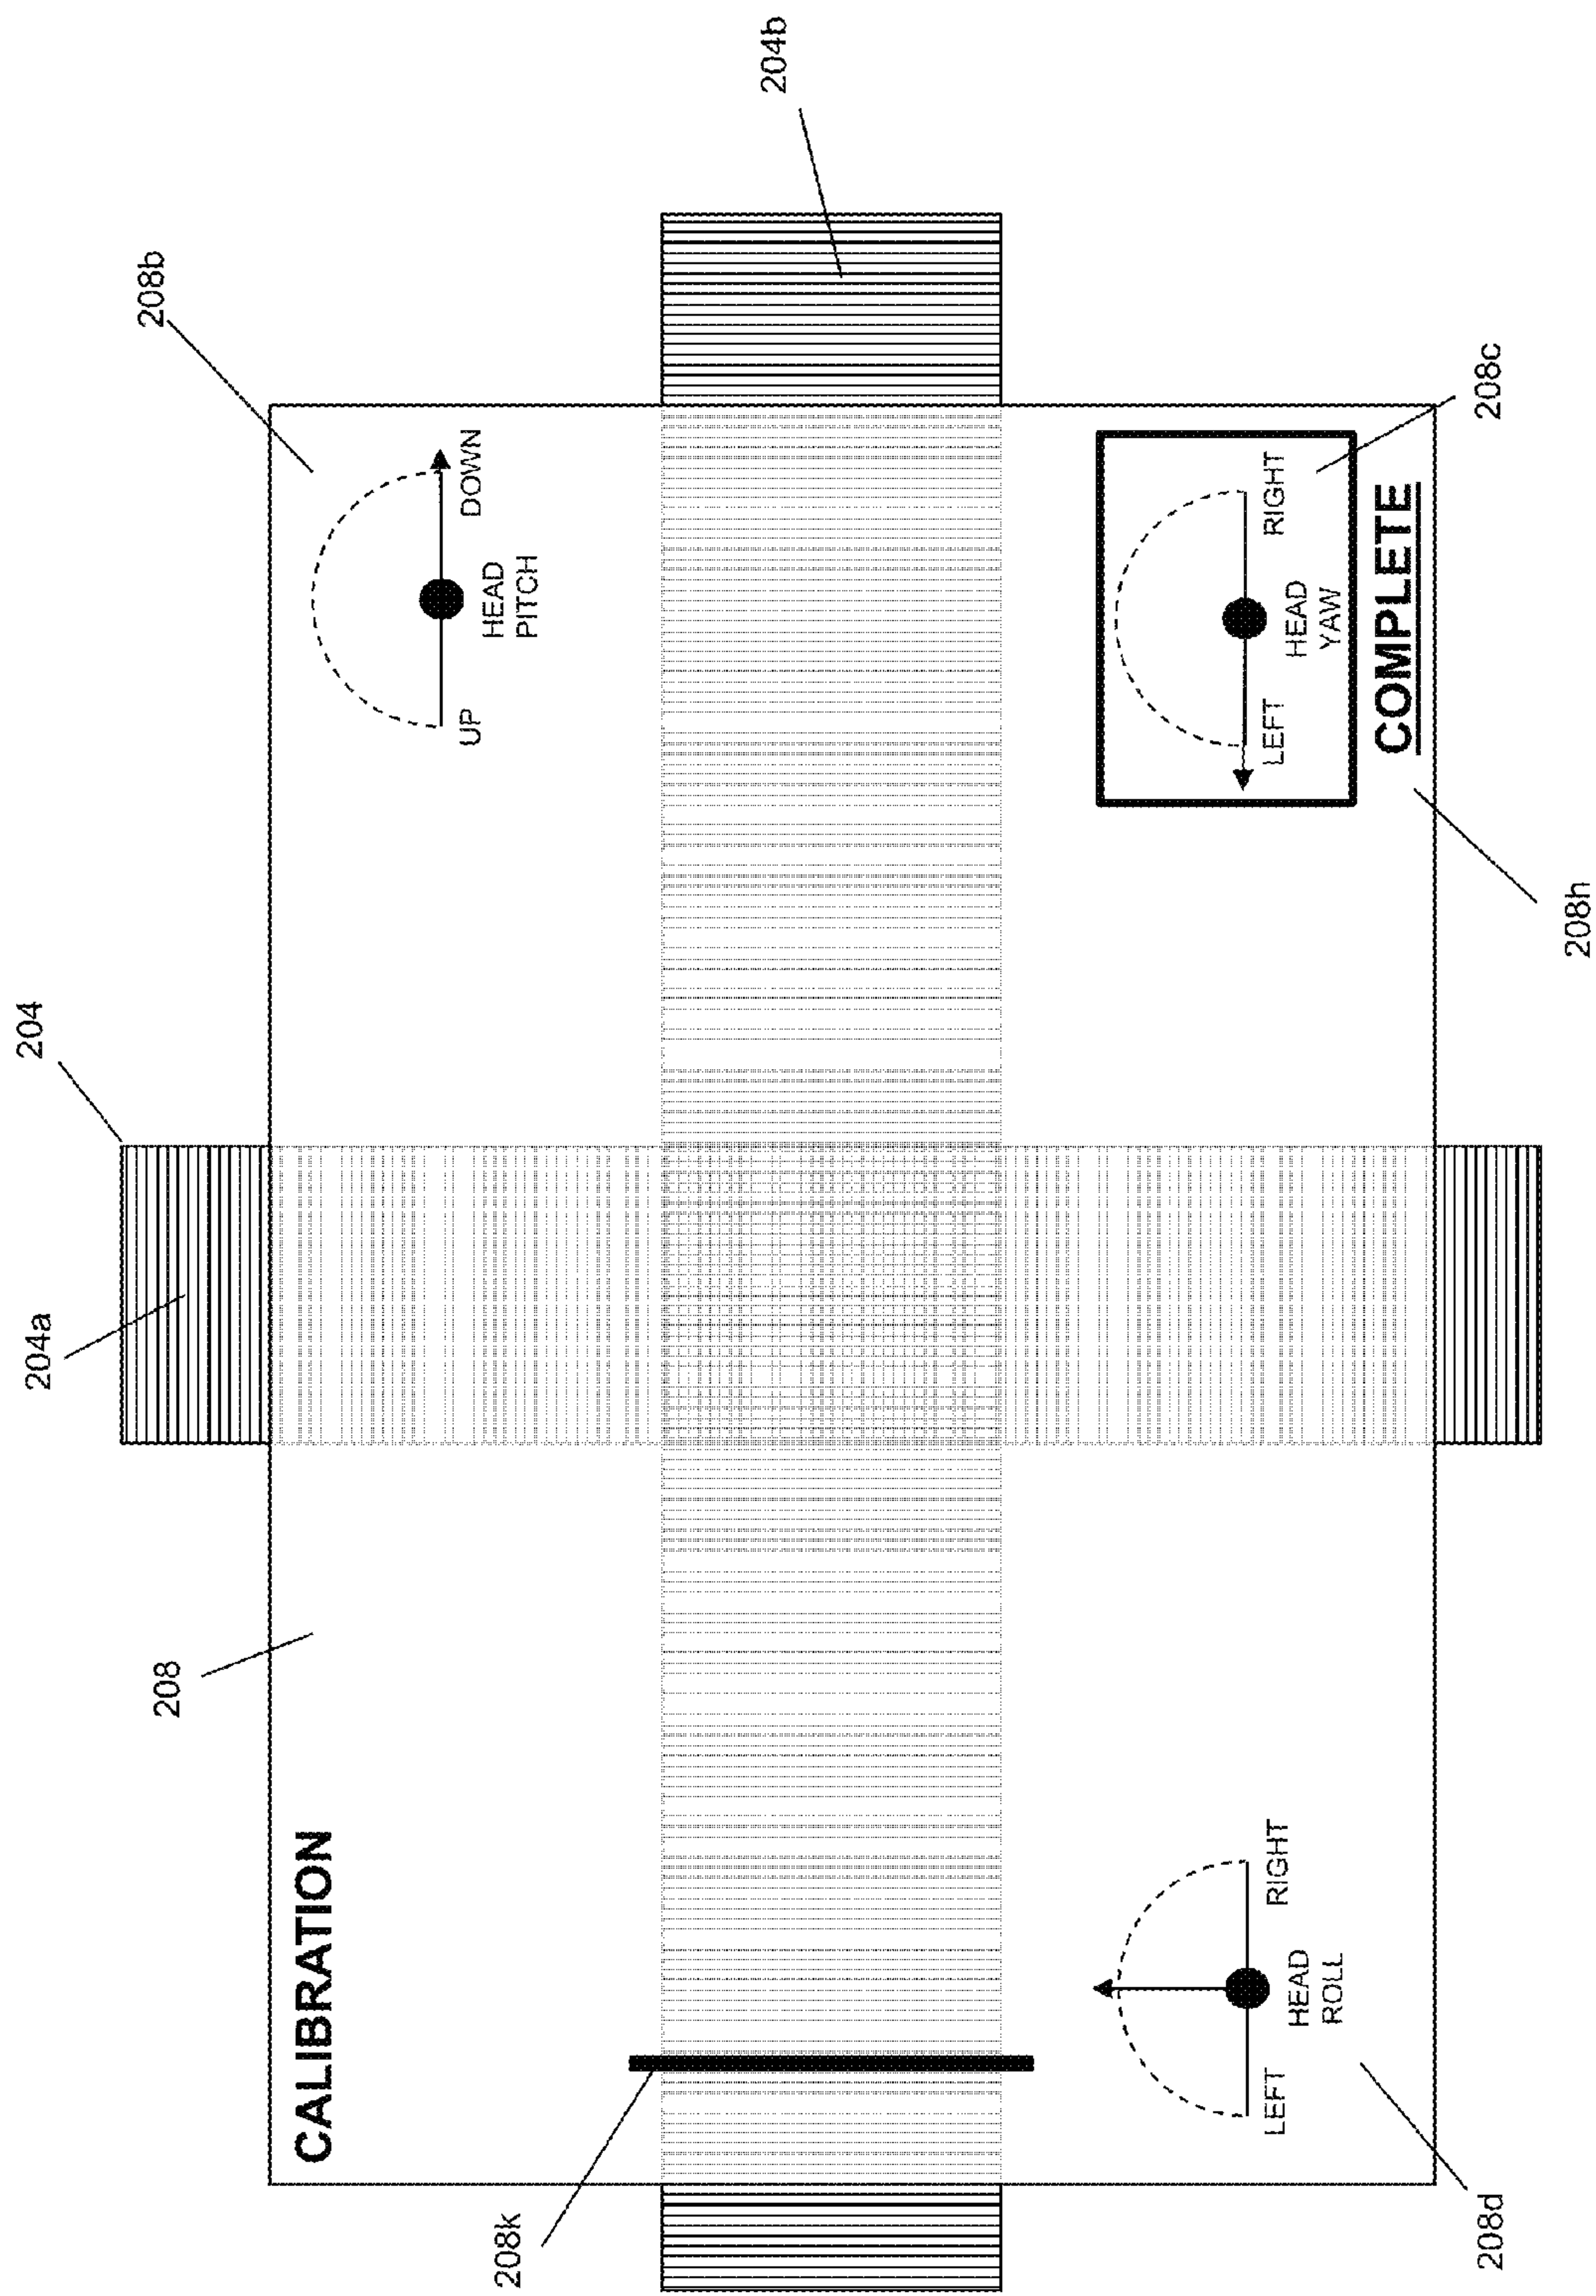 204a
204
208
208b
CALIBRATION
UP
DOWN
HEAD
PITCH
208k
204b
LEFT
RIGHT
HEAD
ROLL
LEFT
RIGHT
HEAD
YAW
COMPLETE
208d
208h
208c